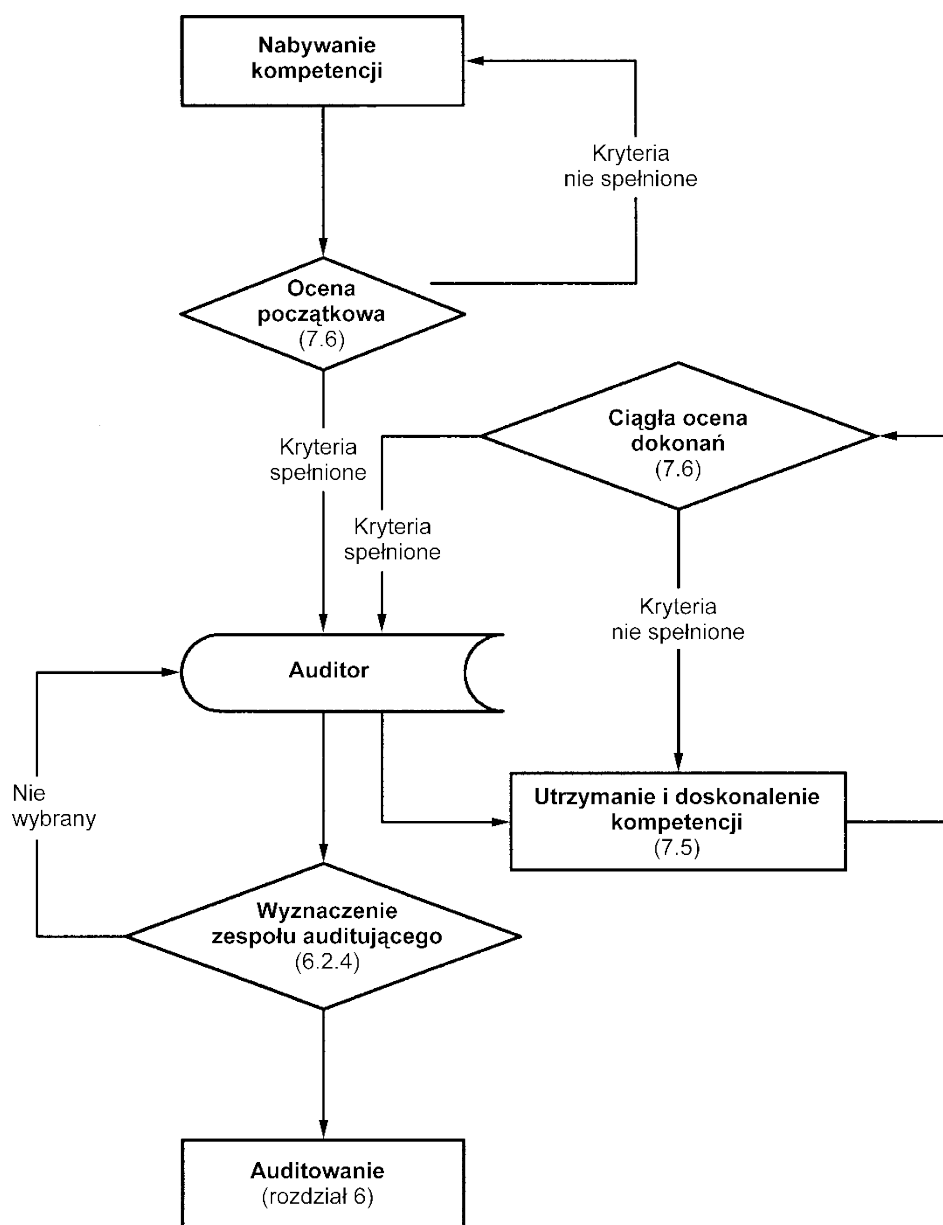 Nabywanie
kompetencji
Kryteria
nie spełnione
Ocena
początkowa
(7.6)
Ciągła ocena
dokonań
(7.6)
Kryteria
spełnione
Kryteria
spełnione
Kryteria
nie spełnione
Auditor
Nie
wybrany
Utrzymanie i doskonalenie
kompetencji
(7.5)
Wyznaczenie
zespołu auditującego
(6.2.4)
Auditowanie
(rozdział 6)